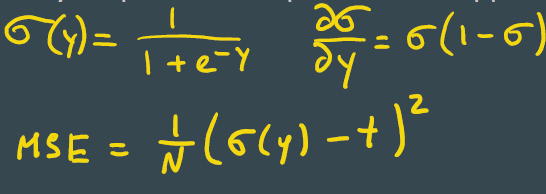 σ(y) = 1 / (1 + e^-y)    ∂σ/∂y = σ(1-σ)
MSE = 1/N (σ(y) - t)^2